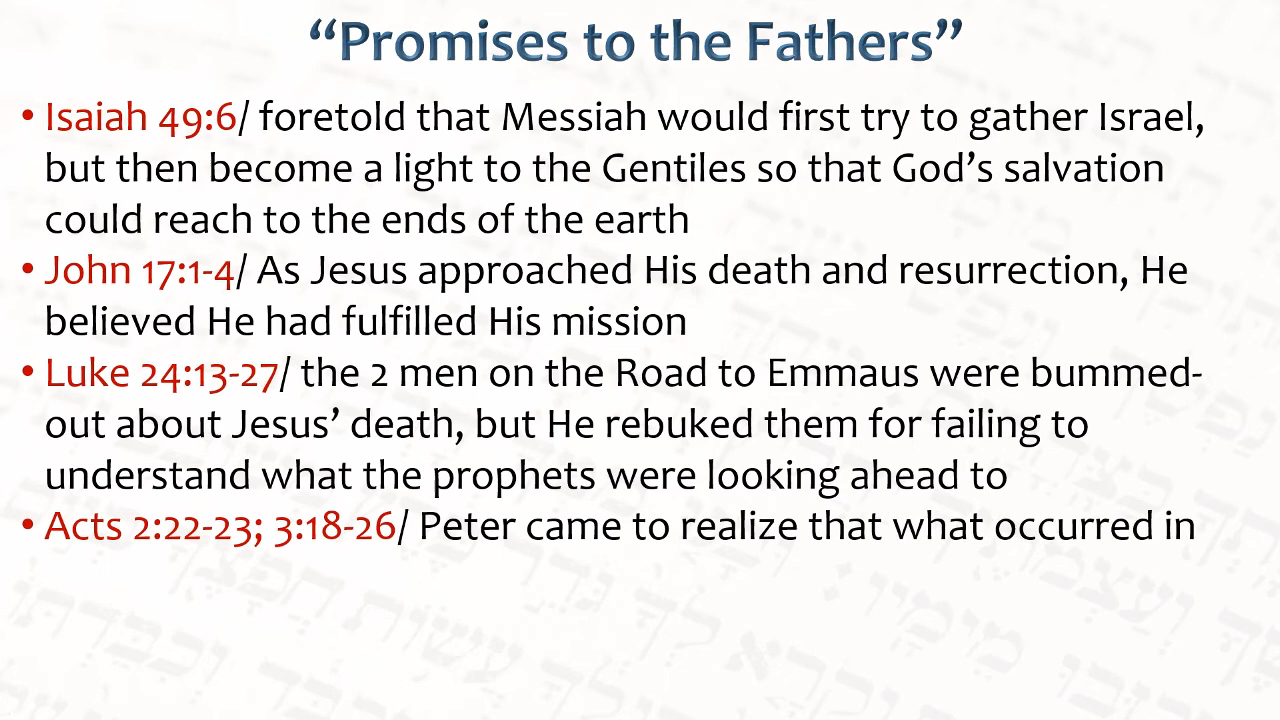 “Promises to the Fathers”
• Isaiah 49:6/ foretold that Messiah would first try to gather Israel,
but then become a light to the Gentiles so that God’s salvation
could reach to the ends of the earth
• John 17:1-4/ As Jesus approached His death and resurrection, He
believed He had fulfilled His mission
• Luke 24:13-27/ the 2 men on the Road to Emmaus were bummed-
out about Jesus’ death, but He rebuked them for failing to
understand what the prophets were looking ahead to
• Acts 2:22-23; 3:18-26/ Peter came to realize that what occurred in